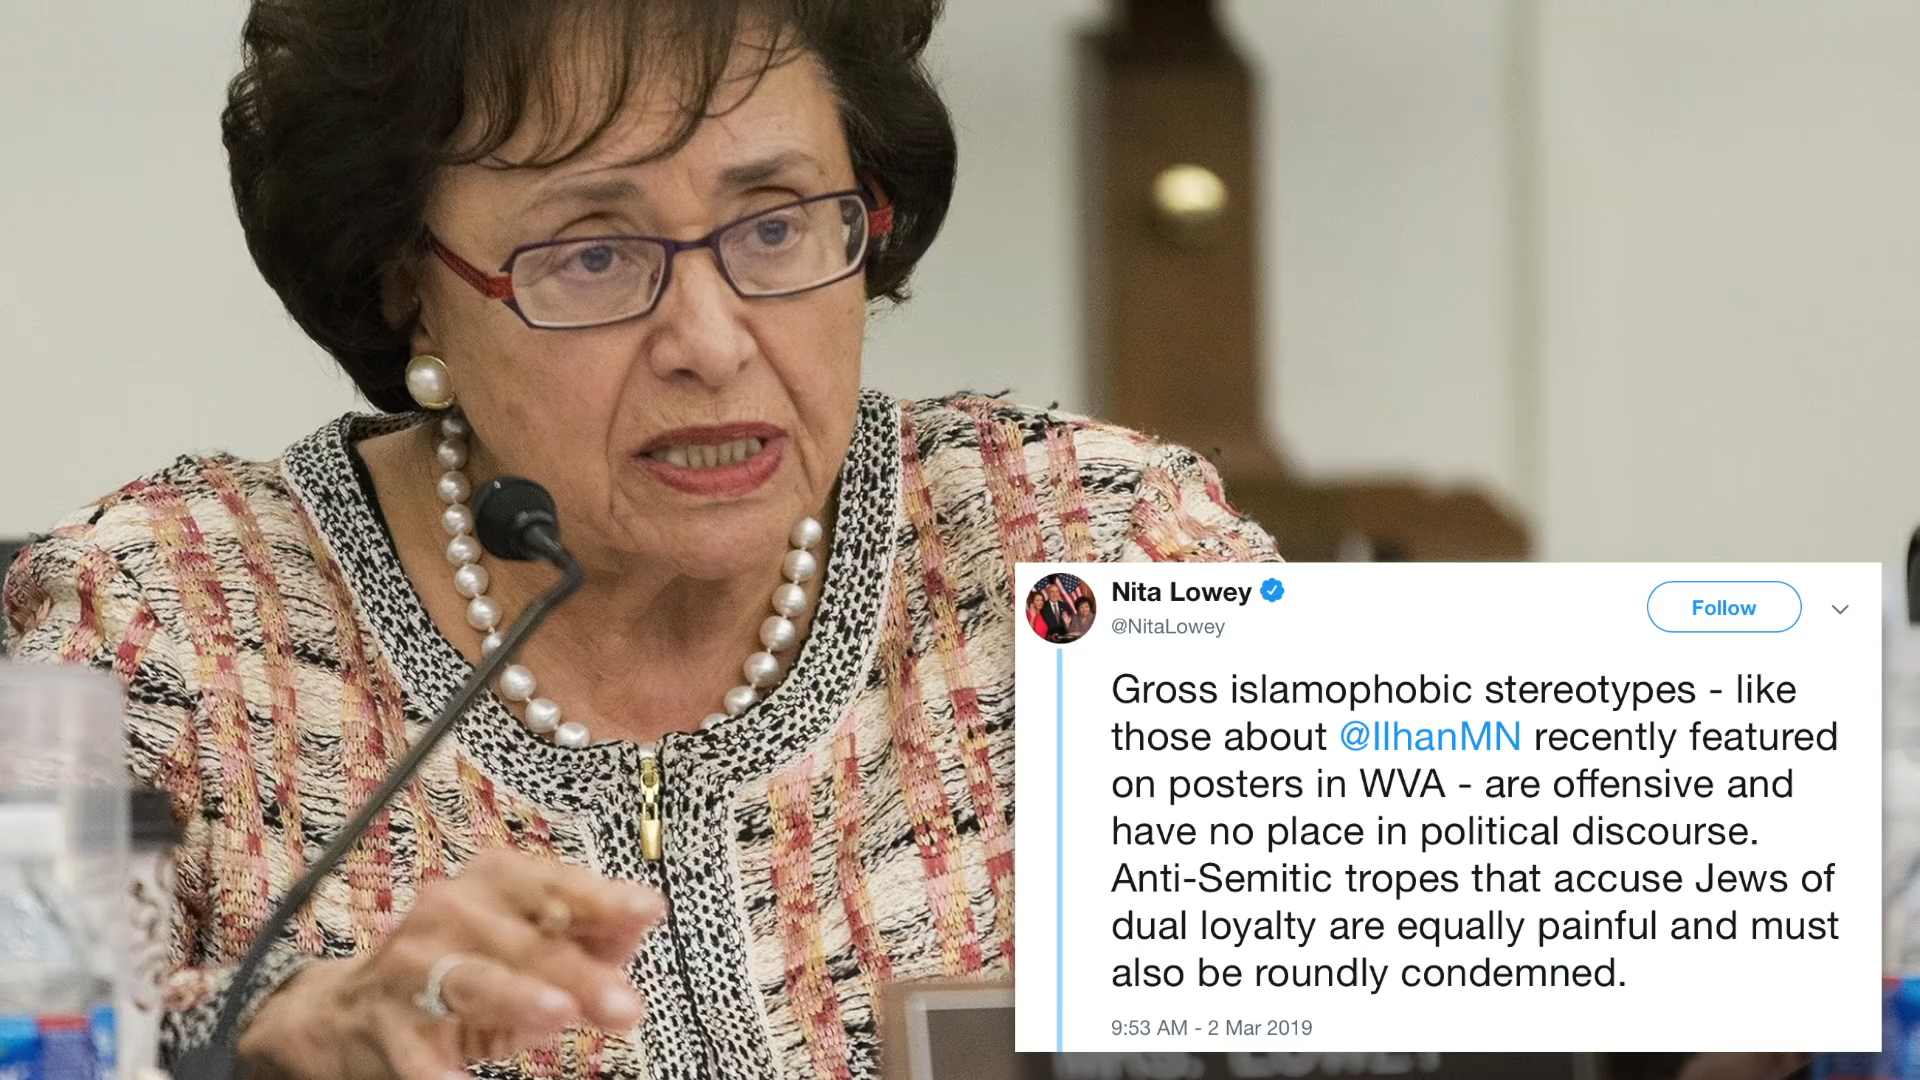 Nita Lowey
@NitaLowey
Follow
Gross islamophobic stereotypes - like
those about @IlhanMN recently featured
on posters in WVA - are offensive and
have no place in political discourse.
Anti-Semitic tropes that accuse Jews of
dual loyalty are equally painful and must
also be roundly condemned.
9:53 AM - 2 Mar 2019
MRS. LOWEY